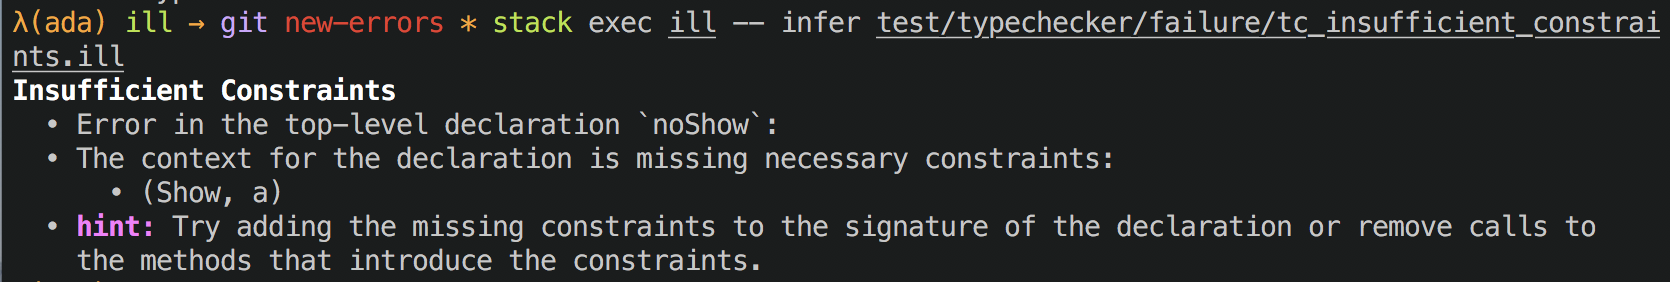 λ(ada) ill → git new-errors * stack exec ill -- infer test/typechecker/failure/tc_insufficient_constrai
nts.ill
Insufficient Constraints
• Error in the top-level declaration `noShow`:
• The context for the declaration is missing necessary constraints:
• (Show, a)
• hint: Try adding the missing constraints to the signature of the declaration or remove calls to
the methods that introduce the constraints.